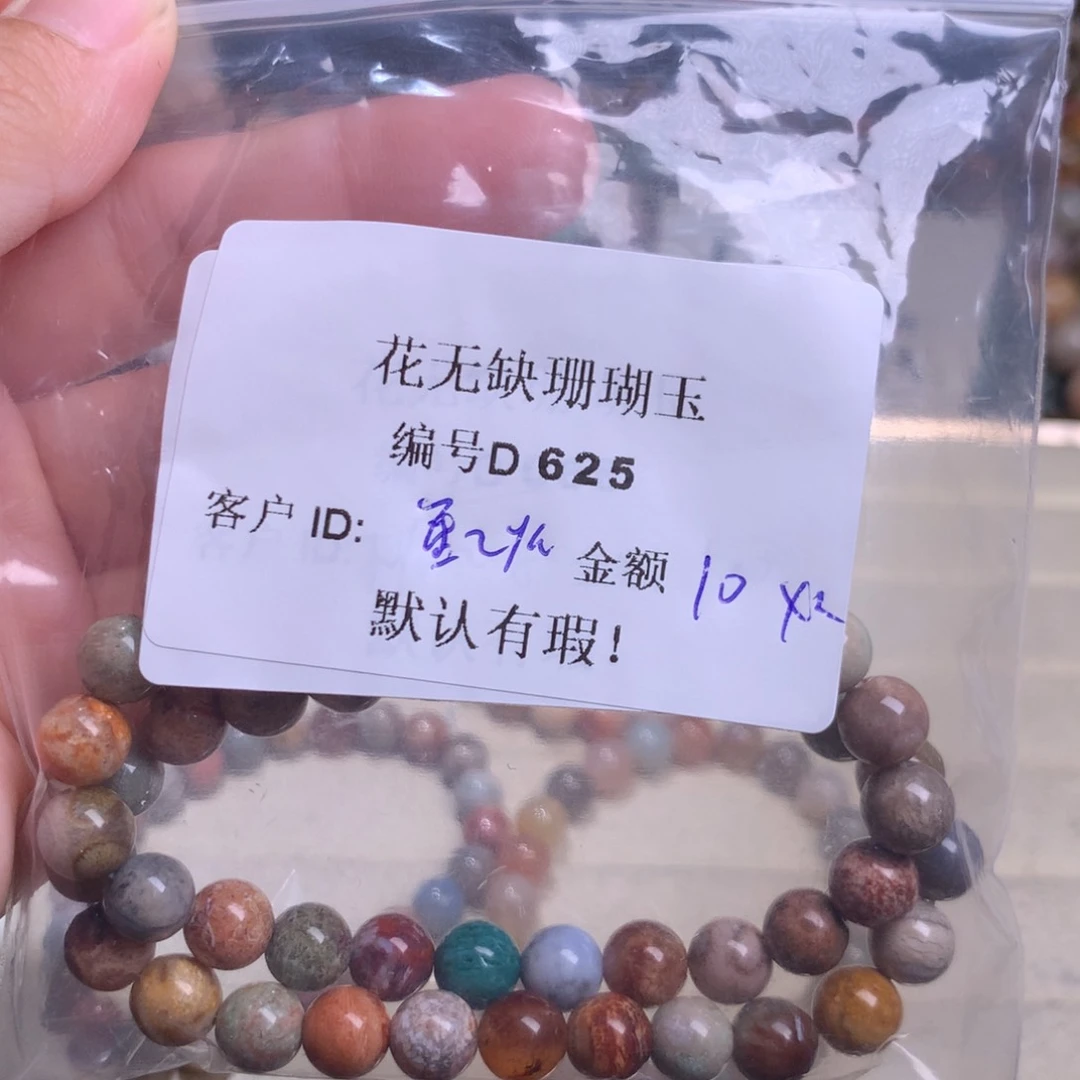 花无缺珊瑚玉
编号D 625
客户 ID: 金额 10
默认有瑕!